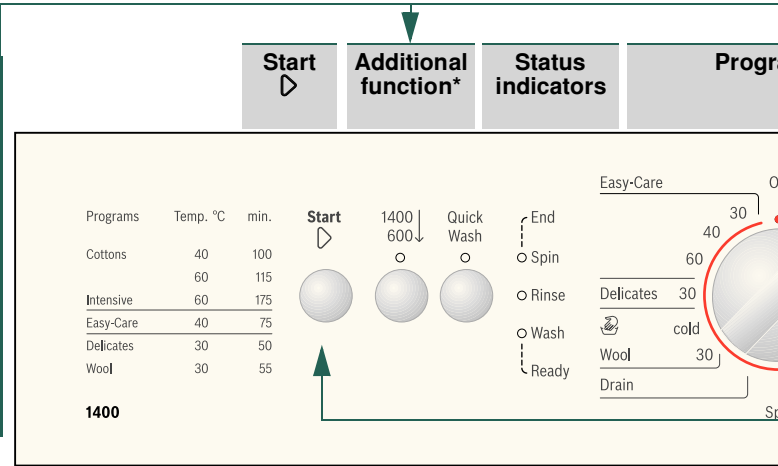 Start
Additional function*
Status indicators
Programs Temp. °C min.
Cottons 40 100
60 115
Intensive 60 175
Easy-Care 40 75
Delicates 30 50
Wool 30 55
1400
Start
1400
600
Quick
Wash
End
Spin
Rinse
Wash
Ready
Easy-Care
30
40
60
Delicates 30
cold
Wool 30
Drain